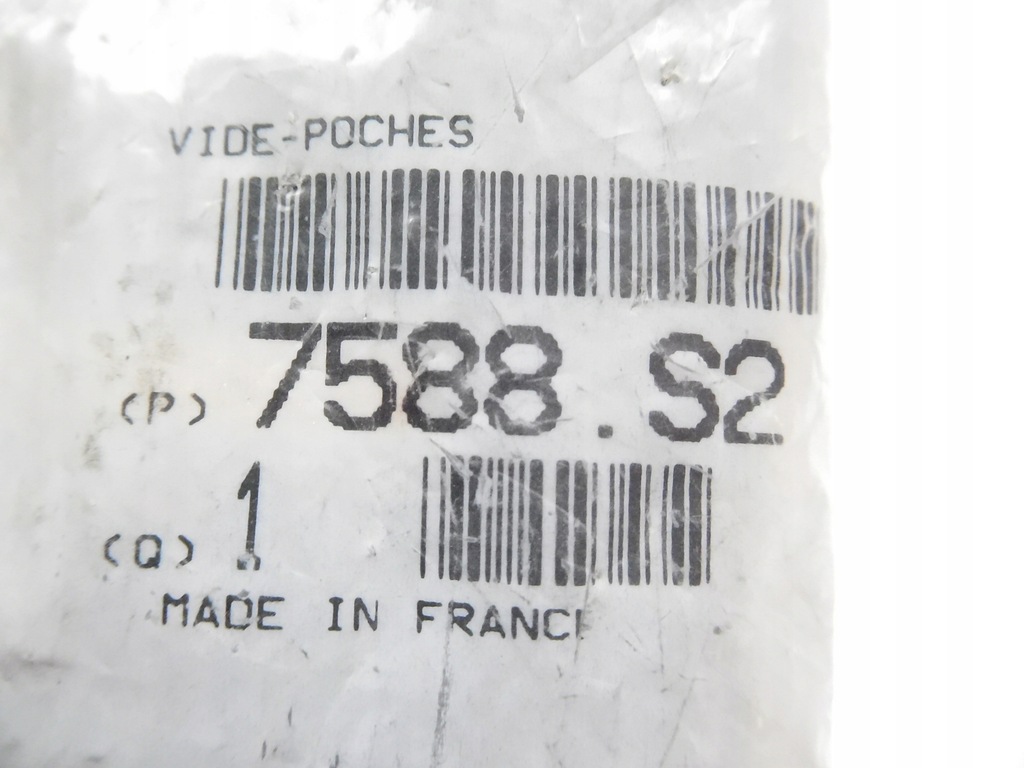 VIDE-POCHES
(P) 7588.S2
(Q) 1
MADE IN FRANCE